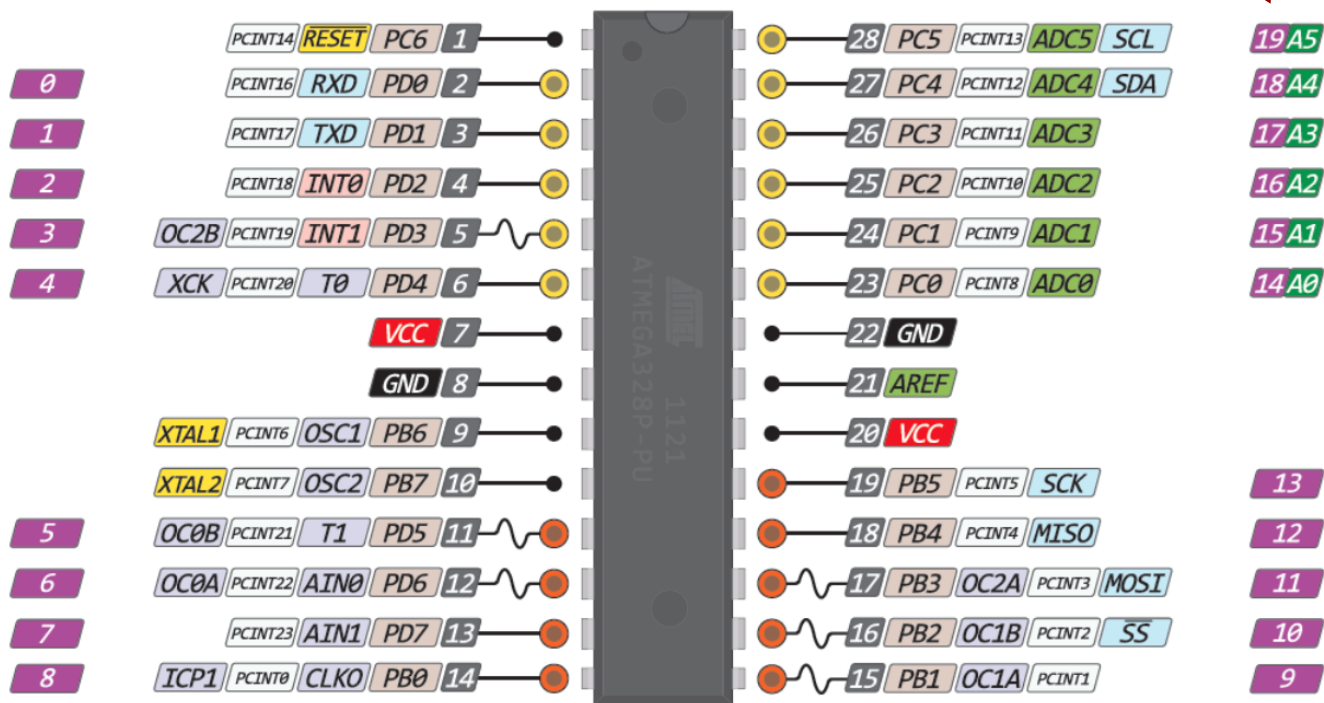 PCINT14 RESET PC6 1 28 PC5 PCINT13 ADC5 SCL 19 A5
0 PCINT16 RXD PD0 2 27 PC4 PCINT12 ADC4 SDA 18 A4
1 PCINT17 TXD PD1 3 26 PC3 PCINT11 ADC3 17 A3
2 PCINT18 INT0 PD2 4 25 PC2 PCINT10 ADC2 16 A2
3 OC2B PCINT19 INT1 PD3 5 24 PC1 PCINT9 ADC1 15 A1
4 XCK PCINT20 T0 PD4 6 23 PC0 PCINT8 ADC0 14 A0
VCC 7 22 GND
GND 8 21 AREF
XTAL1 PCINT6 OSC1 PB6 9 20 VCC
XTAL2 PCINT7 OSC2 PB7 10 19 PB5 PCINT5 SCK 13
5 OC0B PCINT21 T1 PD5 11 18 PB4 PCINT4 MISO 12
6 OC0A PCINT22 AIN0 PD6 12 17 PB3 OC2A PCINT3 MOSI 11
7 PCINT23 AIN1 PD7 13 16 PB2 OC1B PCINT2 SS 10
8 ICP1 PCINT0 CLKO PB0 14 15 PB1 OC1A PCINT1 9
ATMEL 1121
ATMEGA328P-PU